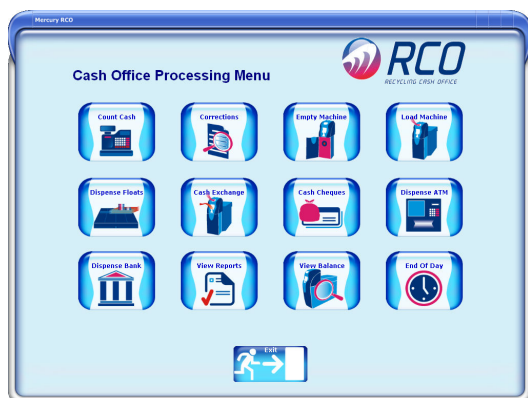 Mercury RCO
RCO
RECYCLING CASH OFFICE
Cash Office Processing Menu
Count Cash
Corrections
Empty Machine
Load Machine
Dispense Floats
Cash Exchange
Cash Cheques
Dispense ATM
Dispense Bank
View Reports
View Balance
End Of Day
Exit